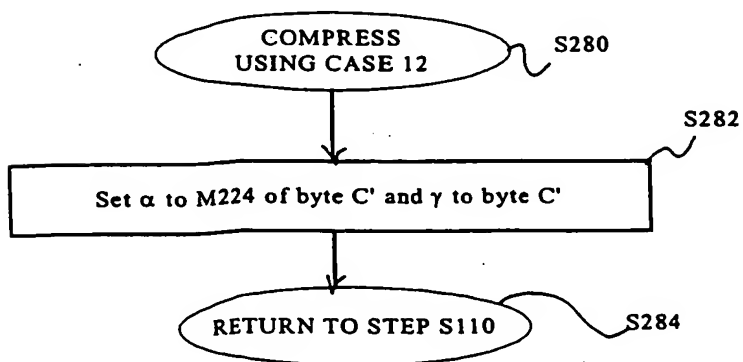 COMPRESS
USING CASE 12
S280
S282
Set α to M224 of byte C' and γ to byte C'
RETURN TO STEP S110
S284